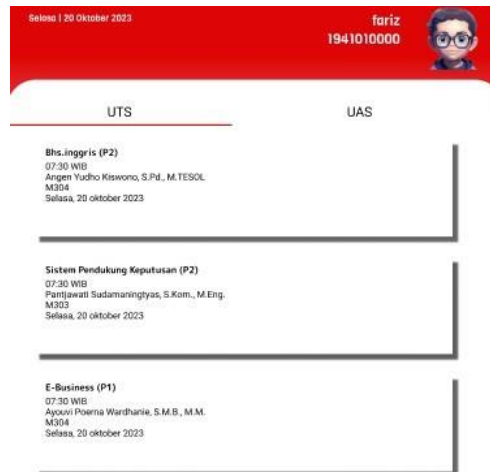 Selasa | 20 Oktober 2023
fariz
1941010000
UTS
UAS
Bhs.inggris (P2)
07:30 WIB
Angen Yudho Kiswono, S.Pd., M.TESOL
M304
Selasa, 20 oktober 2023
Sistem Pendukung Keputusan (P2)
07:30 WIB
Pantjawati Sudarmaningtyas, S.Kom., M.Eng.
M303
Selasa, 20 oktober 2023
E-Business (P1)
07:30 WIB
Ayouvi Poerna Wardhanie, S.M.B., M.M.
M304
Selasa, 20 oktober 2023